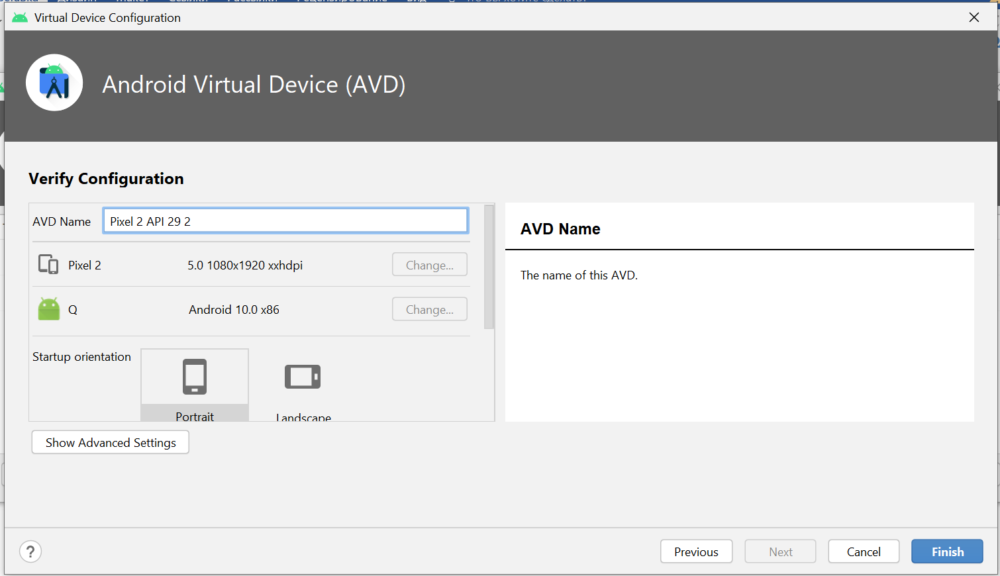 Virtual Device Configuration
Android Virtual Device (AVD)
Verify Configuration
AVD Name
Pixel 2 API 29 2
Pixel 2
5.0 1080x1920 xxhdpi
Change...
Q
Android 10.0 x86
Change...
Startup orientation
Portrait
Landscape
Show Advanced Settings
AVD Name
The name of this AVD.
?
Previous
Next
Cancel
Finish